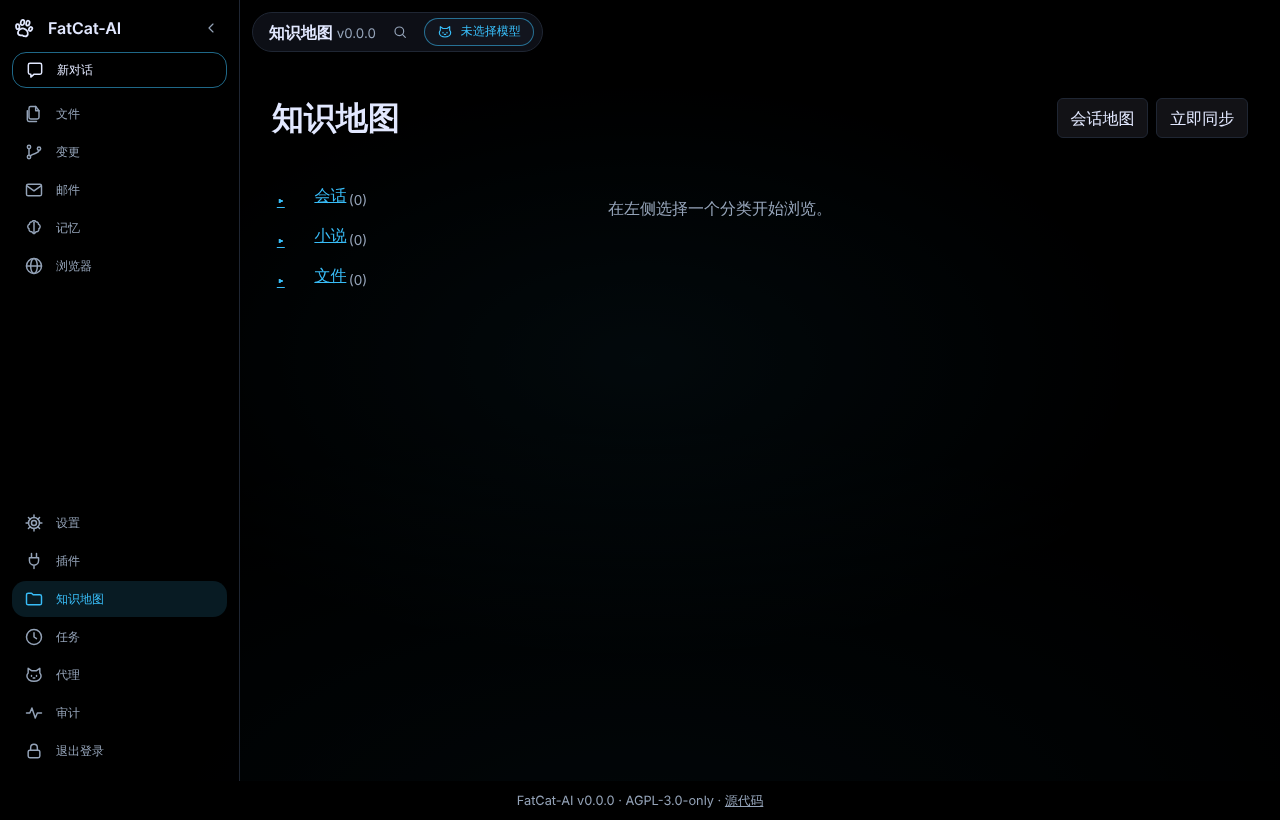 FatCat-AI
新对话
文件
变更
邮件
记忆
浏览器
设置
插件
知识地图
任务
代理
审计
退出登录
知识地图 v0.0.0
未选择模型
知识地图
会话地图
立即同步
会话 (0)
小说 (0)
文件 (0)
在左侧选择一个分类开始浏览。
FatCat-AI v0.0.0 · AGPL-3.0-only · 源代码